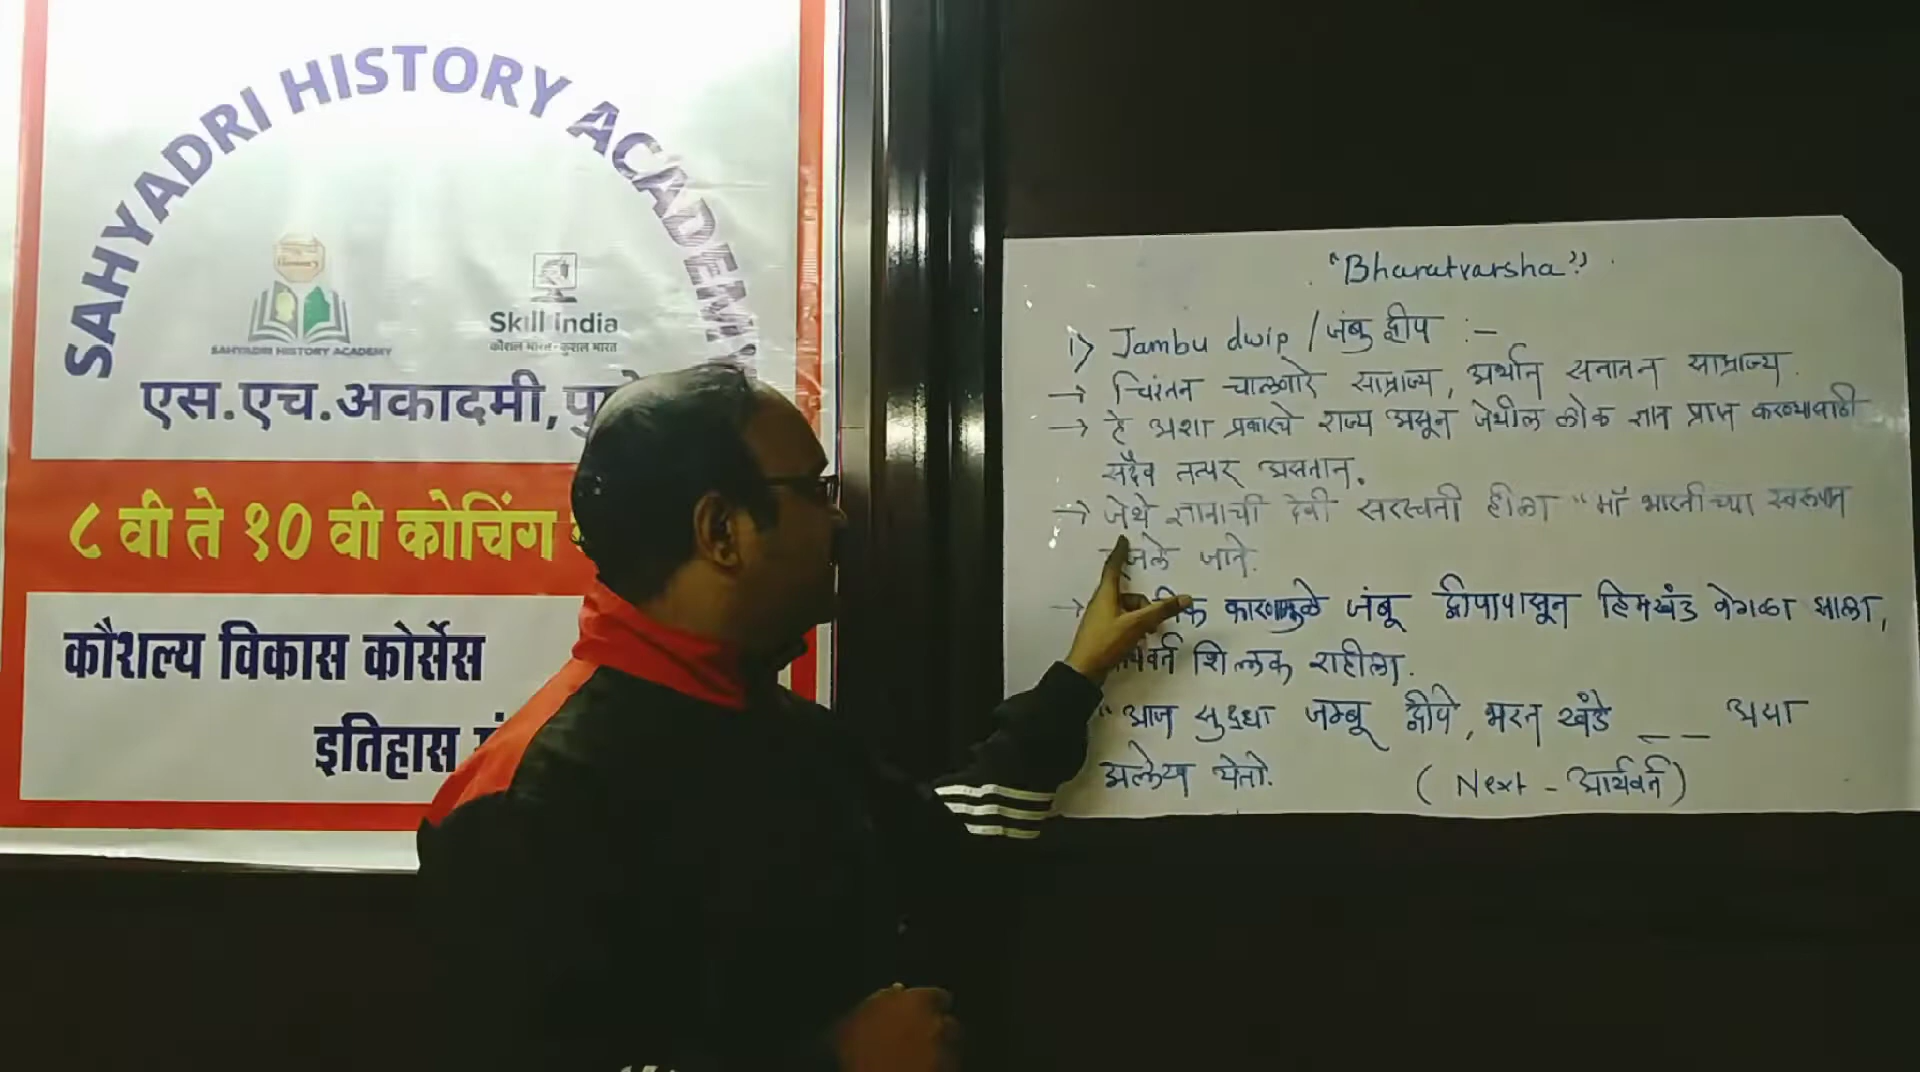 SAHYADRI HISTORY ACADEMY
SAHYADRI HISTORY ACADEMY
Skill India
कौशल भारत-कुशल भारत
एस.एच.अकादमी,पु
८ वी ते १० वी कोचिंग
कौशल्य विकास कोर्सेस
इतिहास
"Bharatvarsha"
1) Jambu dwip / जंबु द्वीप :-
→ चिरंतन चालणारे साम्राज्य, अर्थात सनातन साम्राज्य.
→ हे अशा प्रकारचे राज्य असून जेथील लोक ज्ञान प्राप्त करण्यासाठी
सदैव तत्पर असतात.
→ जेथे ज्ञानाची देवी सरस्वती हीला "माँ भारतीच्या स्वरूपात
पूजले जाते.
→ कारणामुळे जंबू द्वीपापासून हिमखंड वेगळा झाला,
शिल्लक राहीला.
"आज सुद्धा जम्बू द्वीपे, भरत खंडे _ _ असा
उल्लेख येतो. (Next - आर्यवर्त)